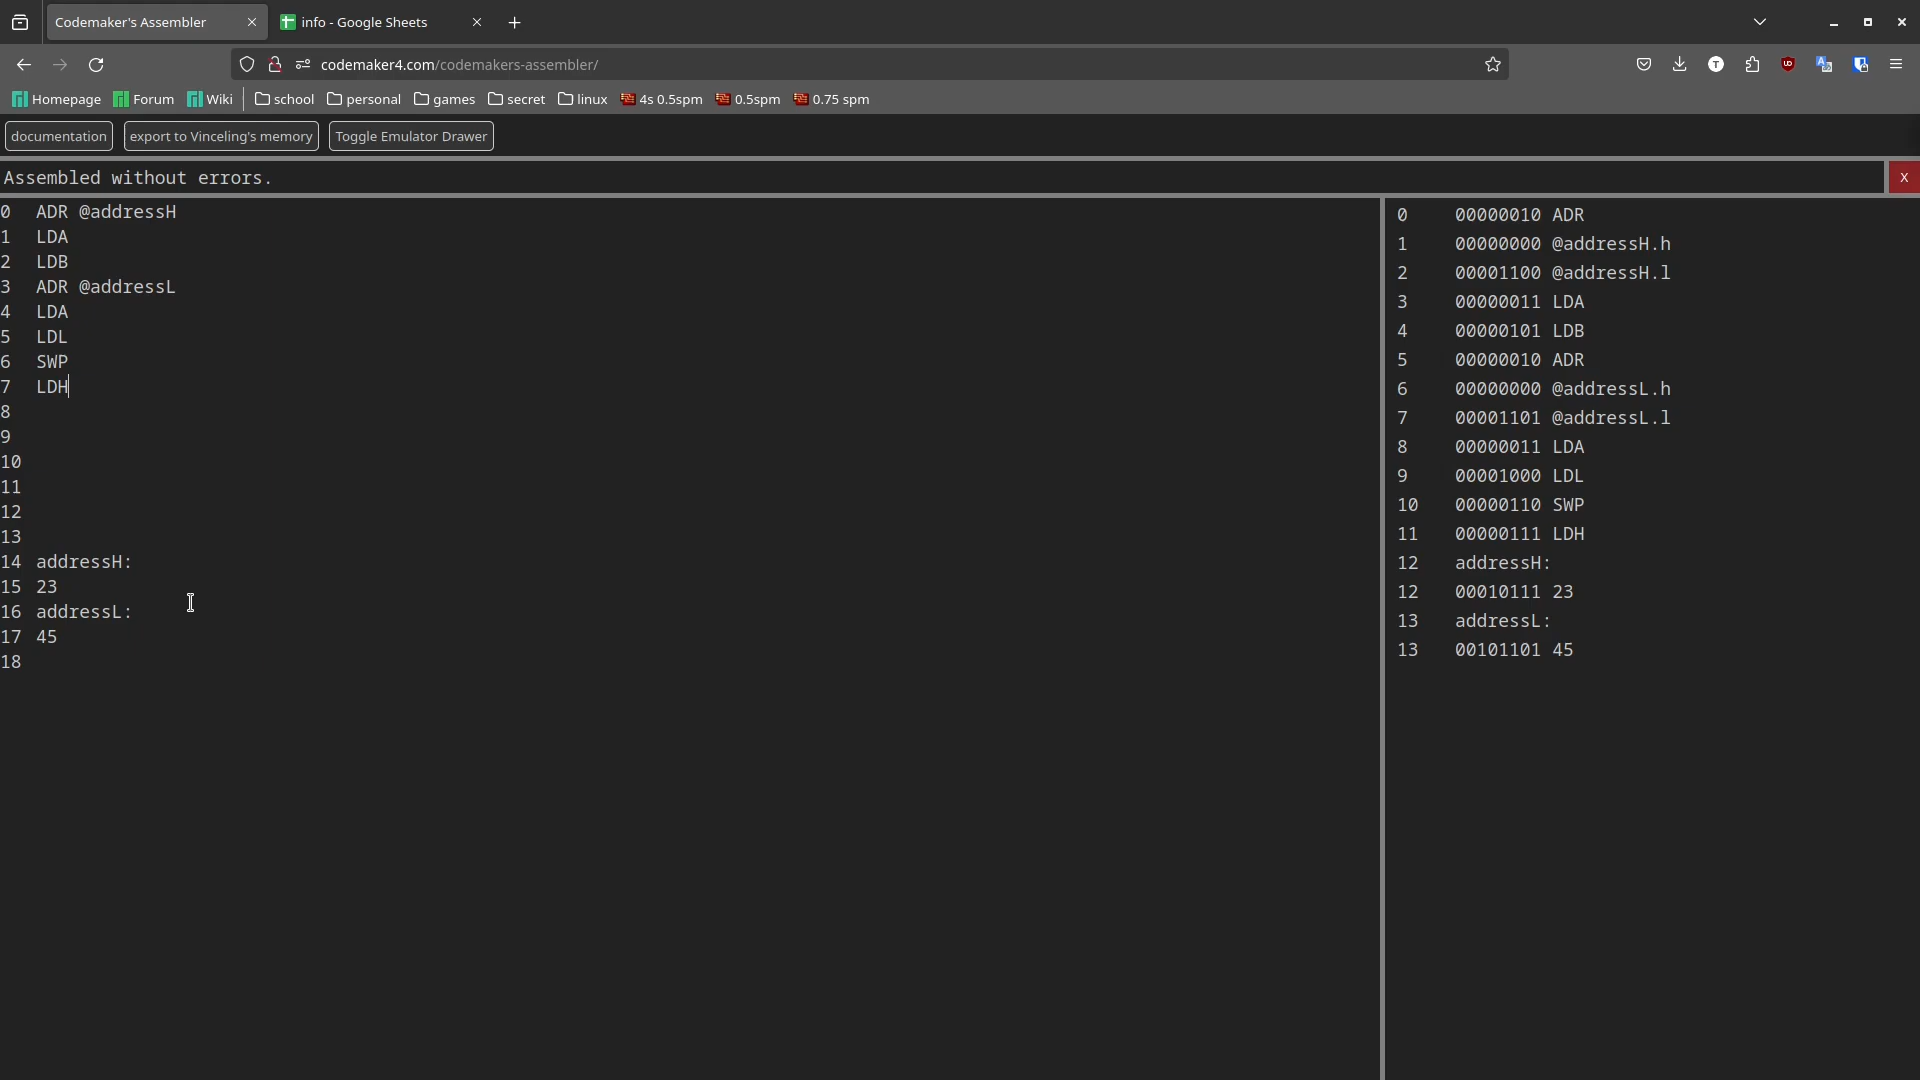 Codemaker's Assembler
info - Google Sheets
codemaker4.com/codemakers-assembler/
Homepage Forum Wiki school personal games secret linux 4s 0.5spm 0.5spm 0.75 spm
documentation export to Vinceling's memory Toggle Emulator Drawer
Assembled without errors. X
0 ADR @addressH
1 LDA
2 LDB
3 ADR @addressL
4 LDA
5 LDL
6 SWP
7 LDH
8
9
10
11
12
13
14 addressH:
15 23
16 addressL:
17 45
18
0 00000010 ADR
1 00000000 @addressH.h
2 00001100 @addressH.l
3 00000011 LDA
4 00000101 LDB
5 00000010 ADR
6 00000000 @addressL.h
7 00001101 @addressL.l
8 00000011 LDA
9 00001000 LDL
10 00000110 SWP
11 00000111 LDH
12 addressH:
12 00010111 23
13 addressL:
13 00101101 45